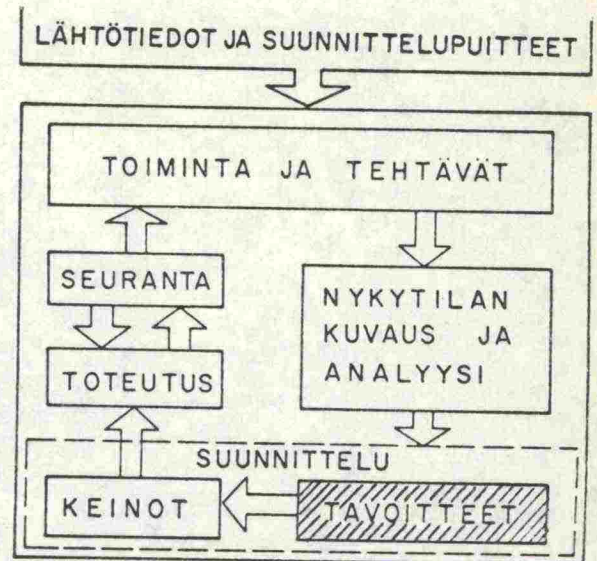 LÄHTÖTIEDOT JA SUUNNITTELUPUITTEET
TOIMINTA JA TEHTÄVÄT
SEURANTA
NYKYTILAN
KUVAUS JA
ANALYYSI
TOTEUTUS
SUUNNITTELU
KEINOT
TAVOITTEET